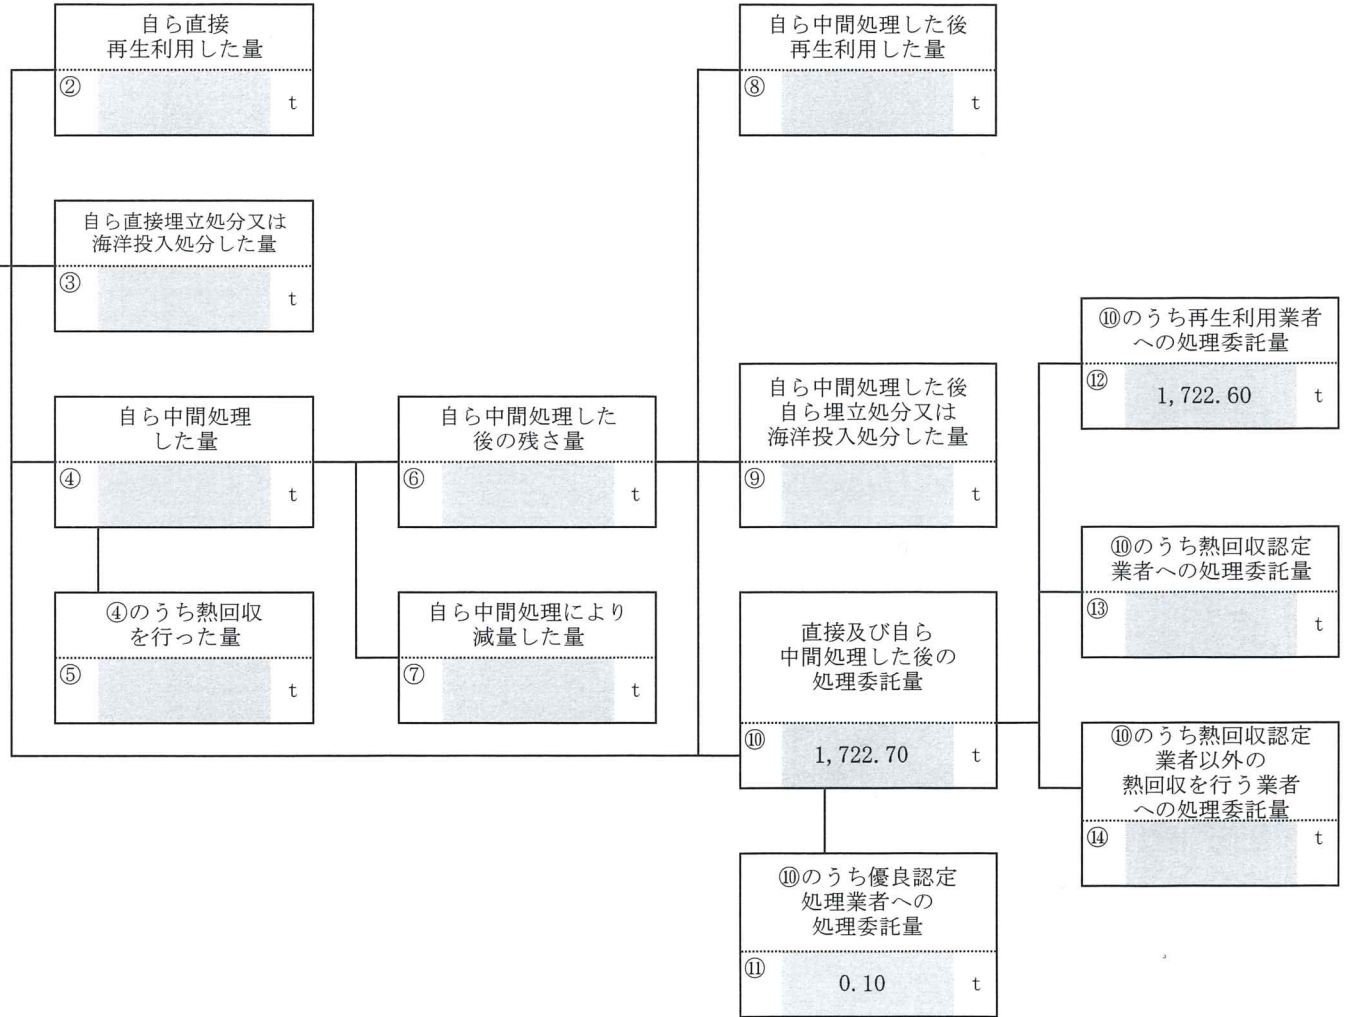 自ら直接
再生利用した量
②
t
自ら直接埋立処分又は
海洋投入処分した量
③
t
自ら中間処理
した量
④
t
④のうち熱回収
を行った量
⑤
t
自ら中間処理した
後の残さ量
⑥
t
自ら中間処理により
減量した量
⑦
t
自ら中間処理した後
再生利用した量
⑧
t
自ら中間処理した後
自ら埋立処分又は
海洋投入処分した量
⑨
t
直接及び自ら
中間処理した後の
処理委託量
⑩ 1,722.70 t
⑩のうち優良認定
処理業者への
処理委託量
⑪ 0.10 t
⑩のうち再生利用業者
への処理委託量
⑫ 1,722.60 t
⑩のうち熱回収認定
業者への処理委託量
⑬
t
⑩のうち熱回収認定
業者以外の
熱回収を行う業者
への処理委託量
⑭
t